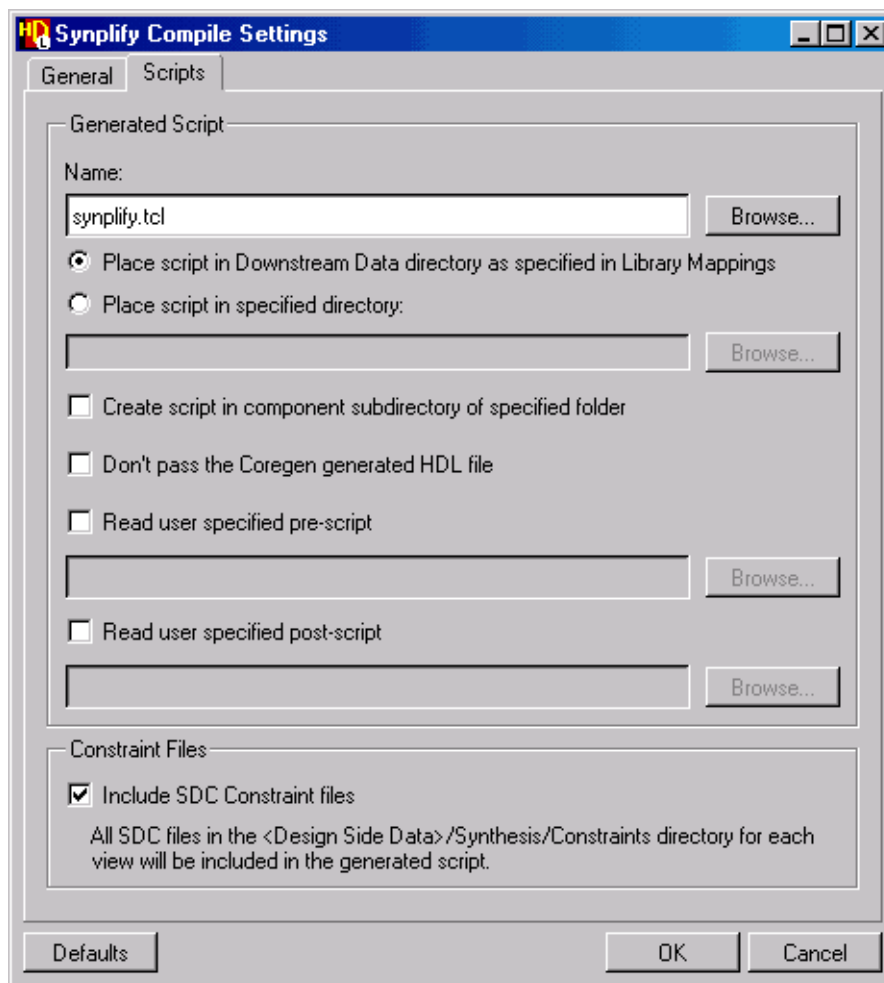 HDL Synplify Compile Settings
General Scripts
Generated Script
Name:
synplify.tcl Browse...
Place script in Downstream Data directory as specified in Library Mappings
Place script in specified directory:
Browse...
Create script in component subdirectory of specified folder
Don't pass the Coregen generated HDL file
Read user specified pre-script
Browse...
Read user specified post-script
Browse...
Constraint Files
Include SDC Constraint files
All SDC files in the <Design Side Data>/Synthesis/Constraints directory for each
view will be included in the generated script.
Defaults OK Cancel